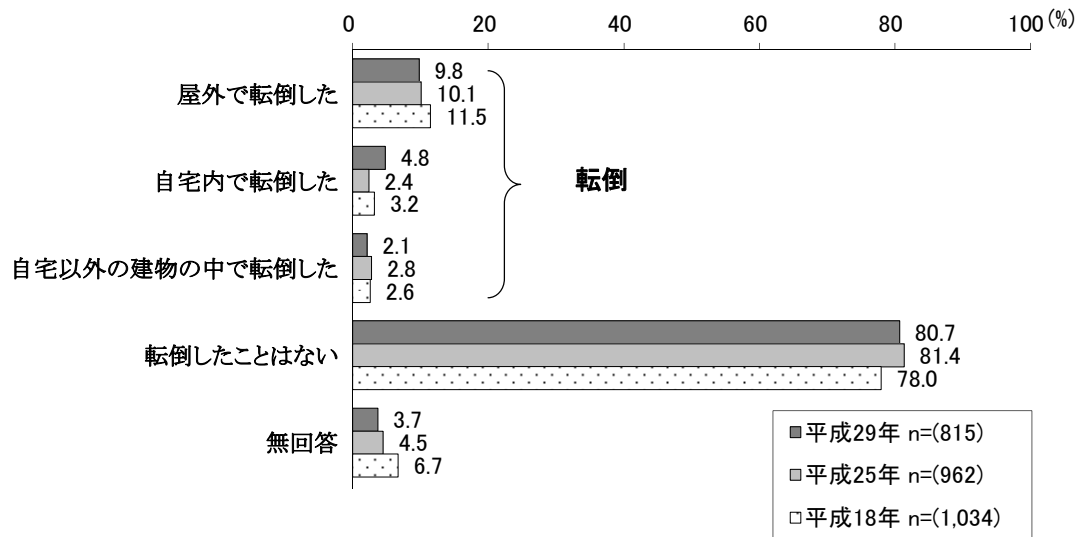 0 20 40 60 80 100 (%)
屋外で転倒した
9.8
10.1
11.5
自宅内で転倒した
4.8
2.4
3.2
転倒
自宅以外の建物の中で転倒した
2.1
2.8
2.6
転倒したことはない
80.7
81.4
78.0
無回答
3.7
4.5
6.7
平成29年 n=(815)
平成25年 n=(962)
平成18年 n=(1,034)